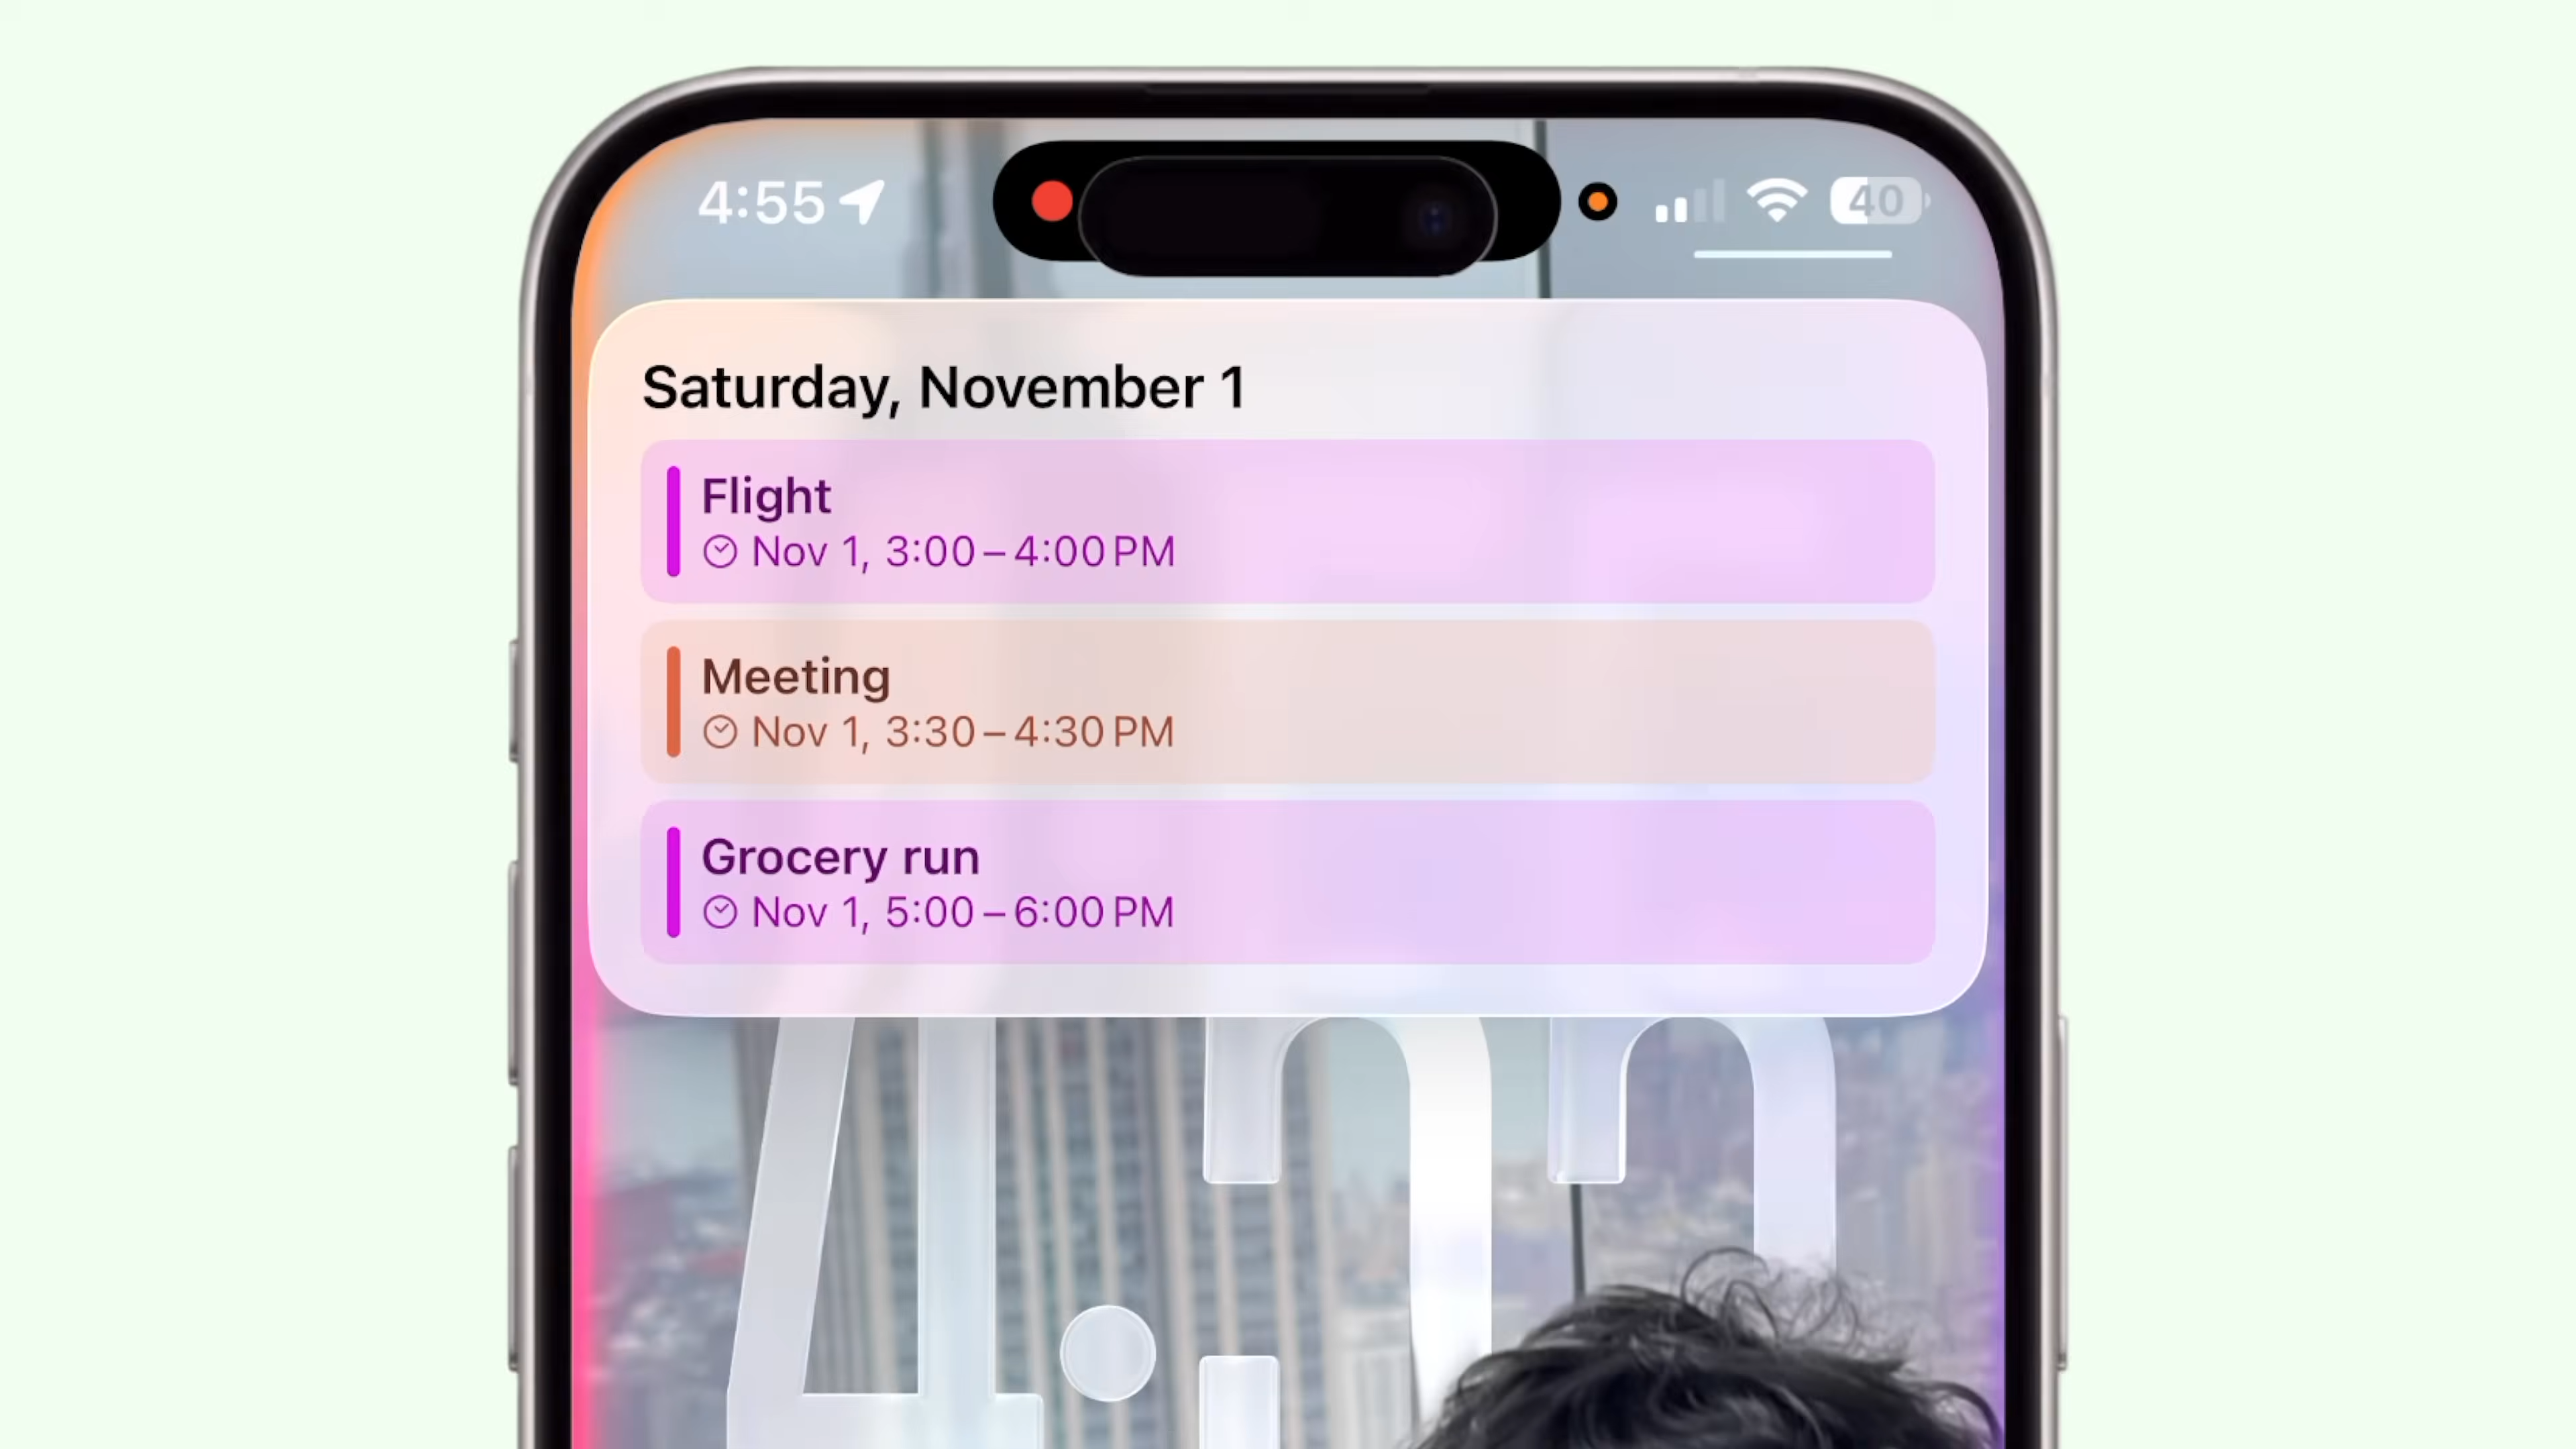 4:55
40
Saturday, November 1
Flight
Nov 1, 3:00–4:00 PM
Meeting
Nov 1, 3:30–4:30 PM
Grocery run
Nov 1, 5:00–6:00 PM